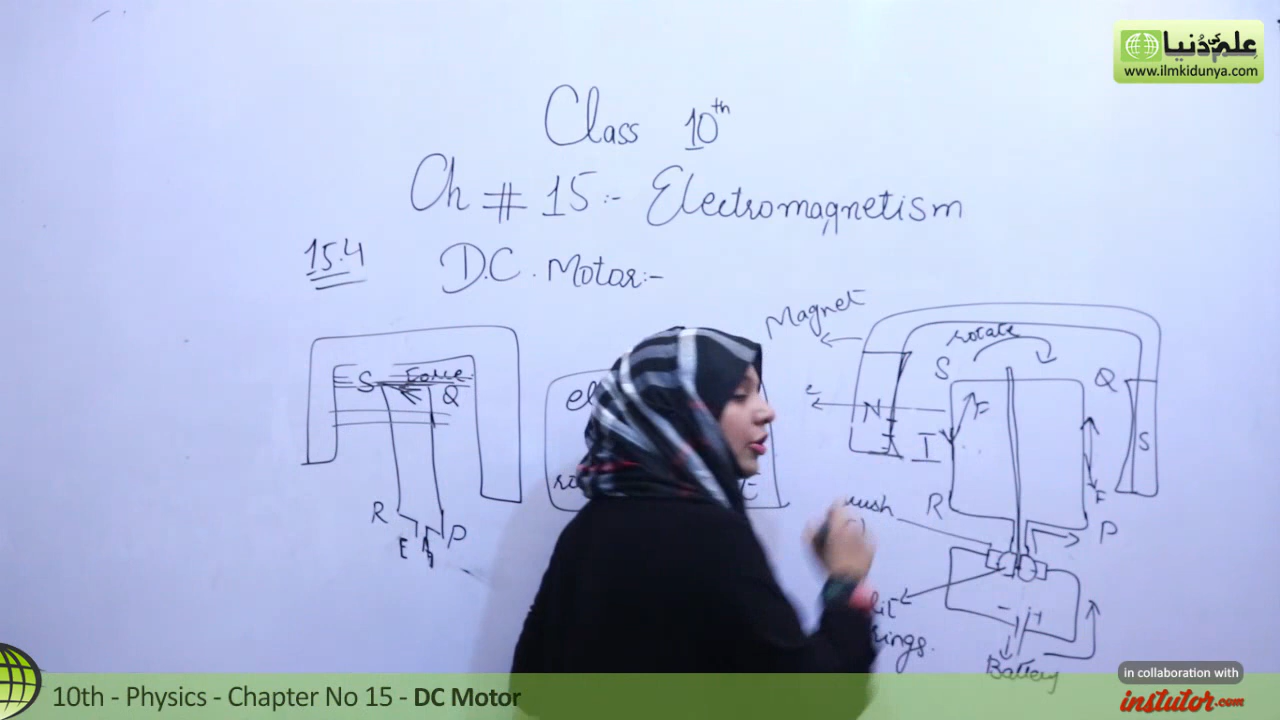 علم کی دنیا
www.ilmkidunya.com
Class 10th
Ch # 15:- Electromagnetism
15.4 D.C. Motor:-
Magnet
rotate
S Force Q
S Q
N I F S
F
R P
R P
E
- +
rings.
Battery
in collaboration with
instutor.com
10th - Physics - Chapter No 15 - DC Motor